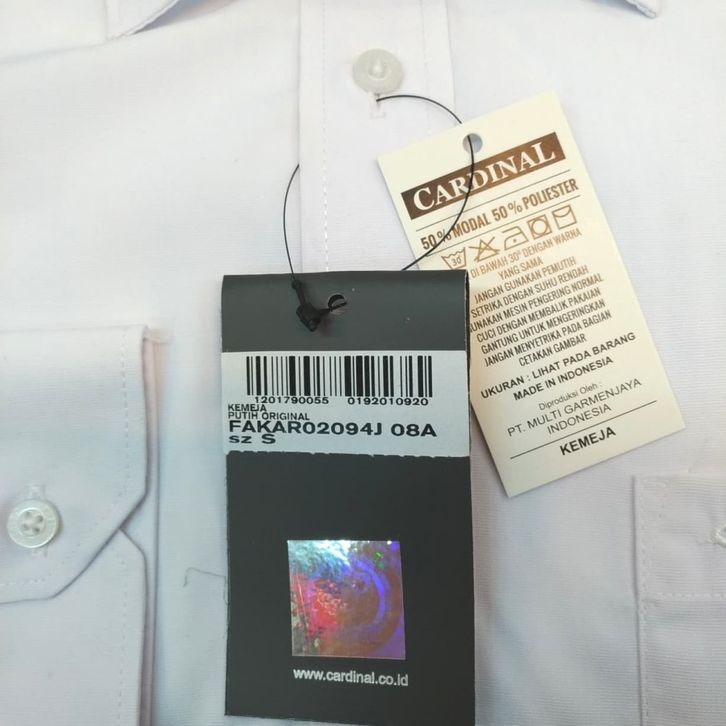 CARDINAL
50% MODAL 50% POLIESTER
30°
DI BAWAH 30° DENGAN WARNA
YANG SAMA
JANGAN GUNAKAN PEMUTIH
SETRIKA DENGAN SUHU RENDAH
GUNAKAN MESIN PENGERING NORMAL
CUCI DENGAN MEMBALIK PAKAIAN
GANTUNG UNTUK MENGERINGKAN
JANGAN MENYETRIKA PADA BAGIAN
CETAKAN GAMBAR
UKURAN : LIHAT PADA BARANG
MADE IN INDONESIA
Diproduksi Oleh :
PT. MULTI GARMENJAYA
INDONESIA
KEMEJA
1201790055 0192010920
KEMEJA
PUTIH ORIGINAL
FAKAR02094J 08A
sz S
www.cardinal.co.id